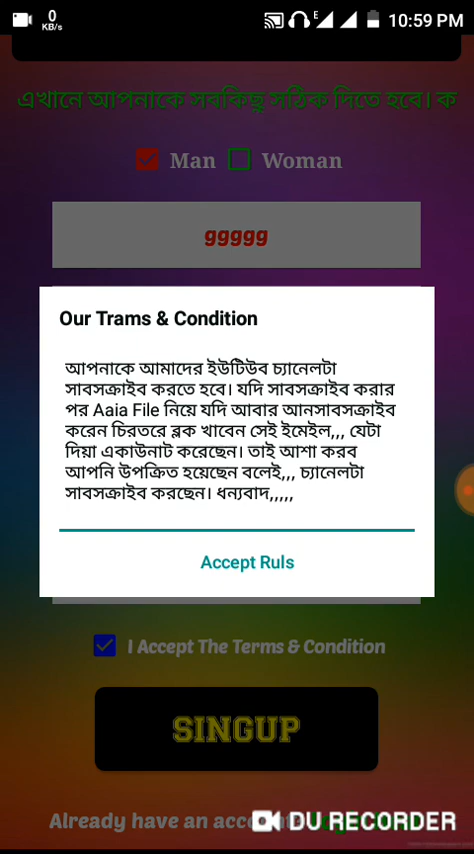 0
KB/s
E
10:59 PM
এখানে আপনাকে সবকিছু সঠিক দিতে হবে। ক
Man Woman
ggggg
Our Trams & Condition
আপনাকে আমাদের ইউটিউব চ্যানেলটা
সাবসক্রাইব করতে হবে। যদি সাবসক্রাইব করার
পর Aaia File নিয়ে যদি আবার আনসাবসক্রাইব
করেন চিরতরে ব্লক খাবেন সেই ইমেইল,,, যেটা
দিয়া একাউনাট করেছেন। তাই আশা করব
আপনি উপক্রিত হয়েছেন বলেই,,, চ্যানেলটা
সাবসক্রাইব করছেন। ধন্যবাদ,,,,,
Accept Ruls
I Accept The Terms & Condition
SINGUP
Already have an acco
DU RECORDER